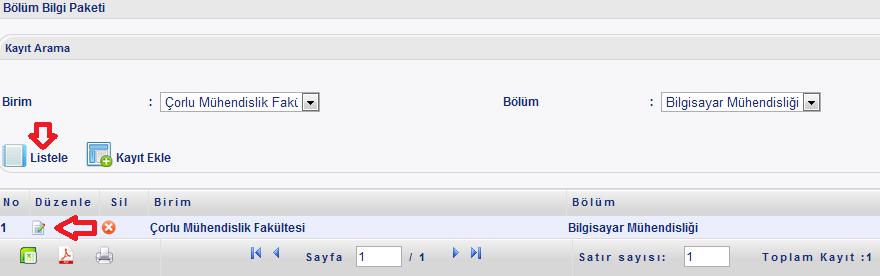 Bölüm Bilgi Paketi
Kayıt Arama
Birim : Çorlu Mühendislik Fakü Bölüm : Bilgisayar Mühendisliği
Listele Kayıt Ekle
No Düzenle Sil Birim Bölüm
1 Çorlu Mühendislik Fakültesi Bilgisayar Mühendisliği
Sayfa 1 / 1 Satır sayısı: 1 Toplam Kayıt :1